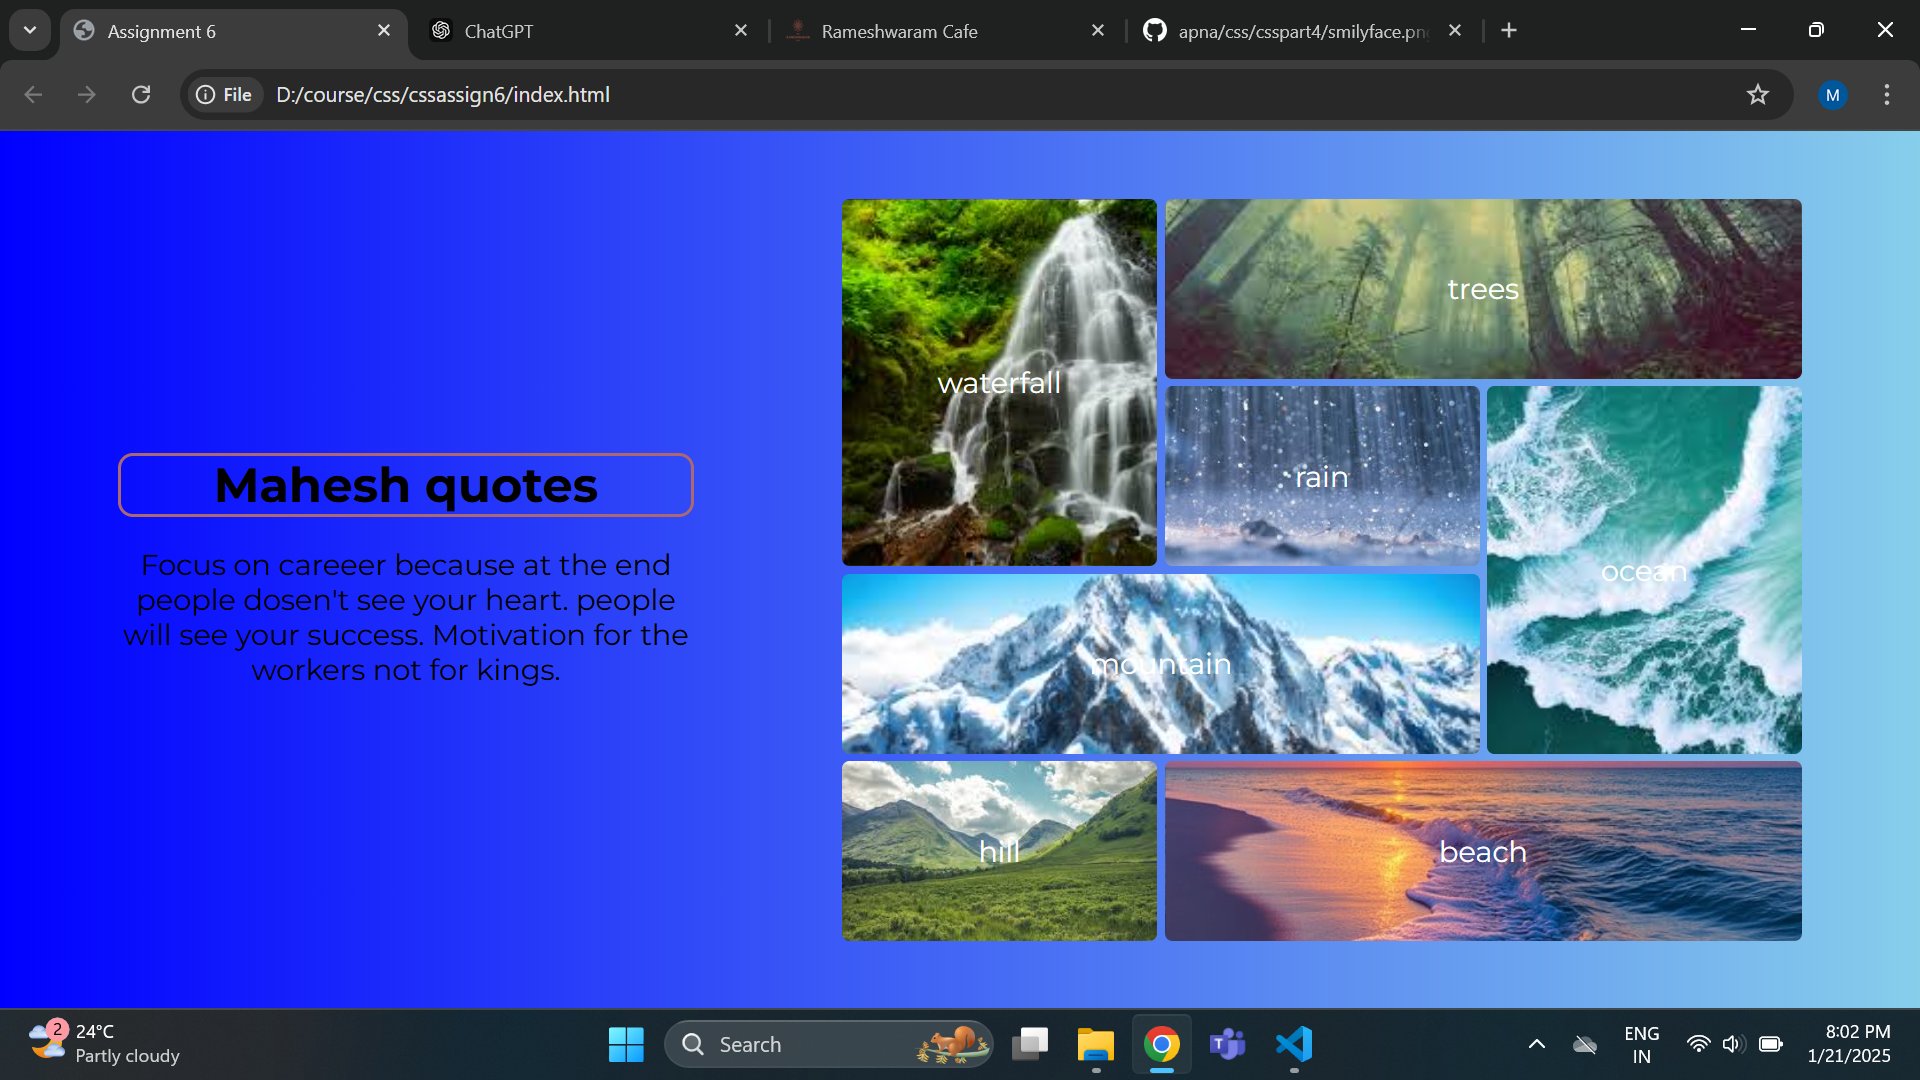 Assignment 6
ChatGPT
Rameshwaram Cafe
apna/css/csspart4/smilyface.pn
File
D:/course/css/cssassign6/index.html
M
Mahesh quotes
Focus on careeer because at the end
people dosen't see your heart. people
will see your success. Motivation for the
workers not for kings.
waterfall
trees
rain
ocean
mountain
hill
beach
2
24°C
Partly cloudy
Search
ENG
IN
8:02 PM
1/21/2025